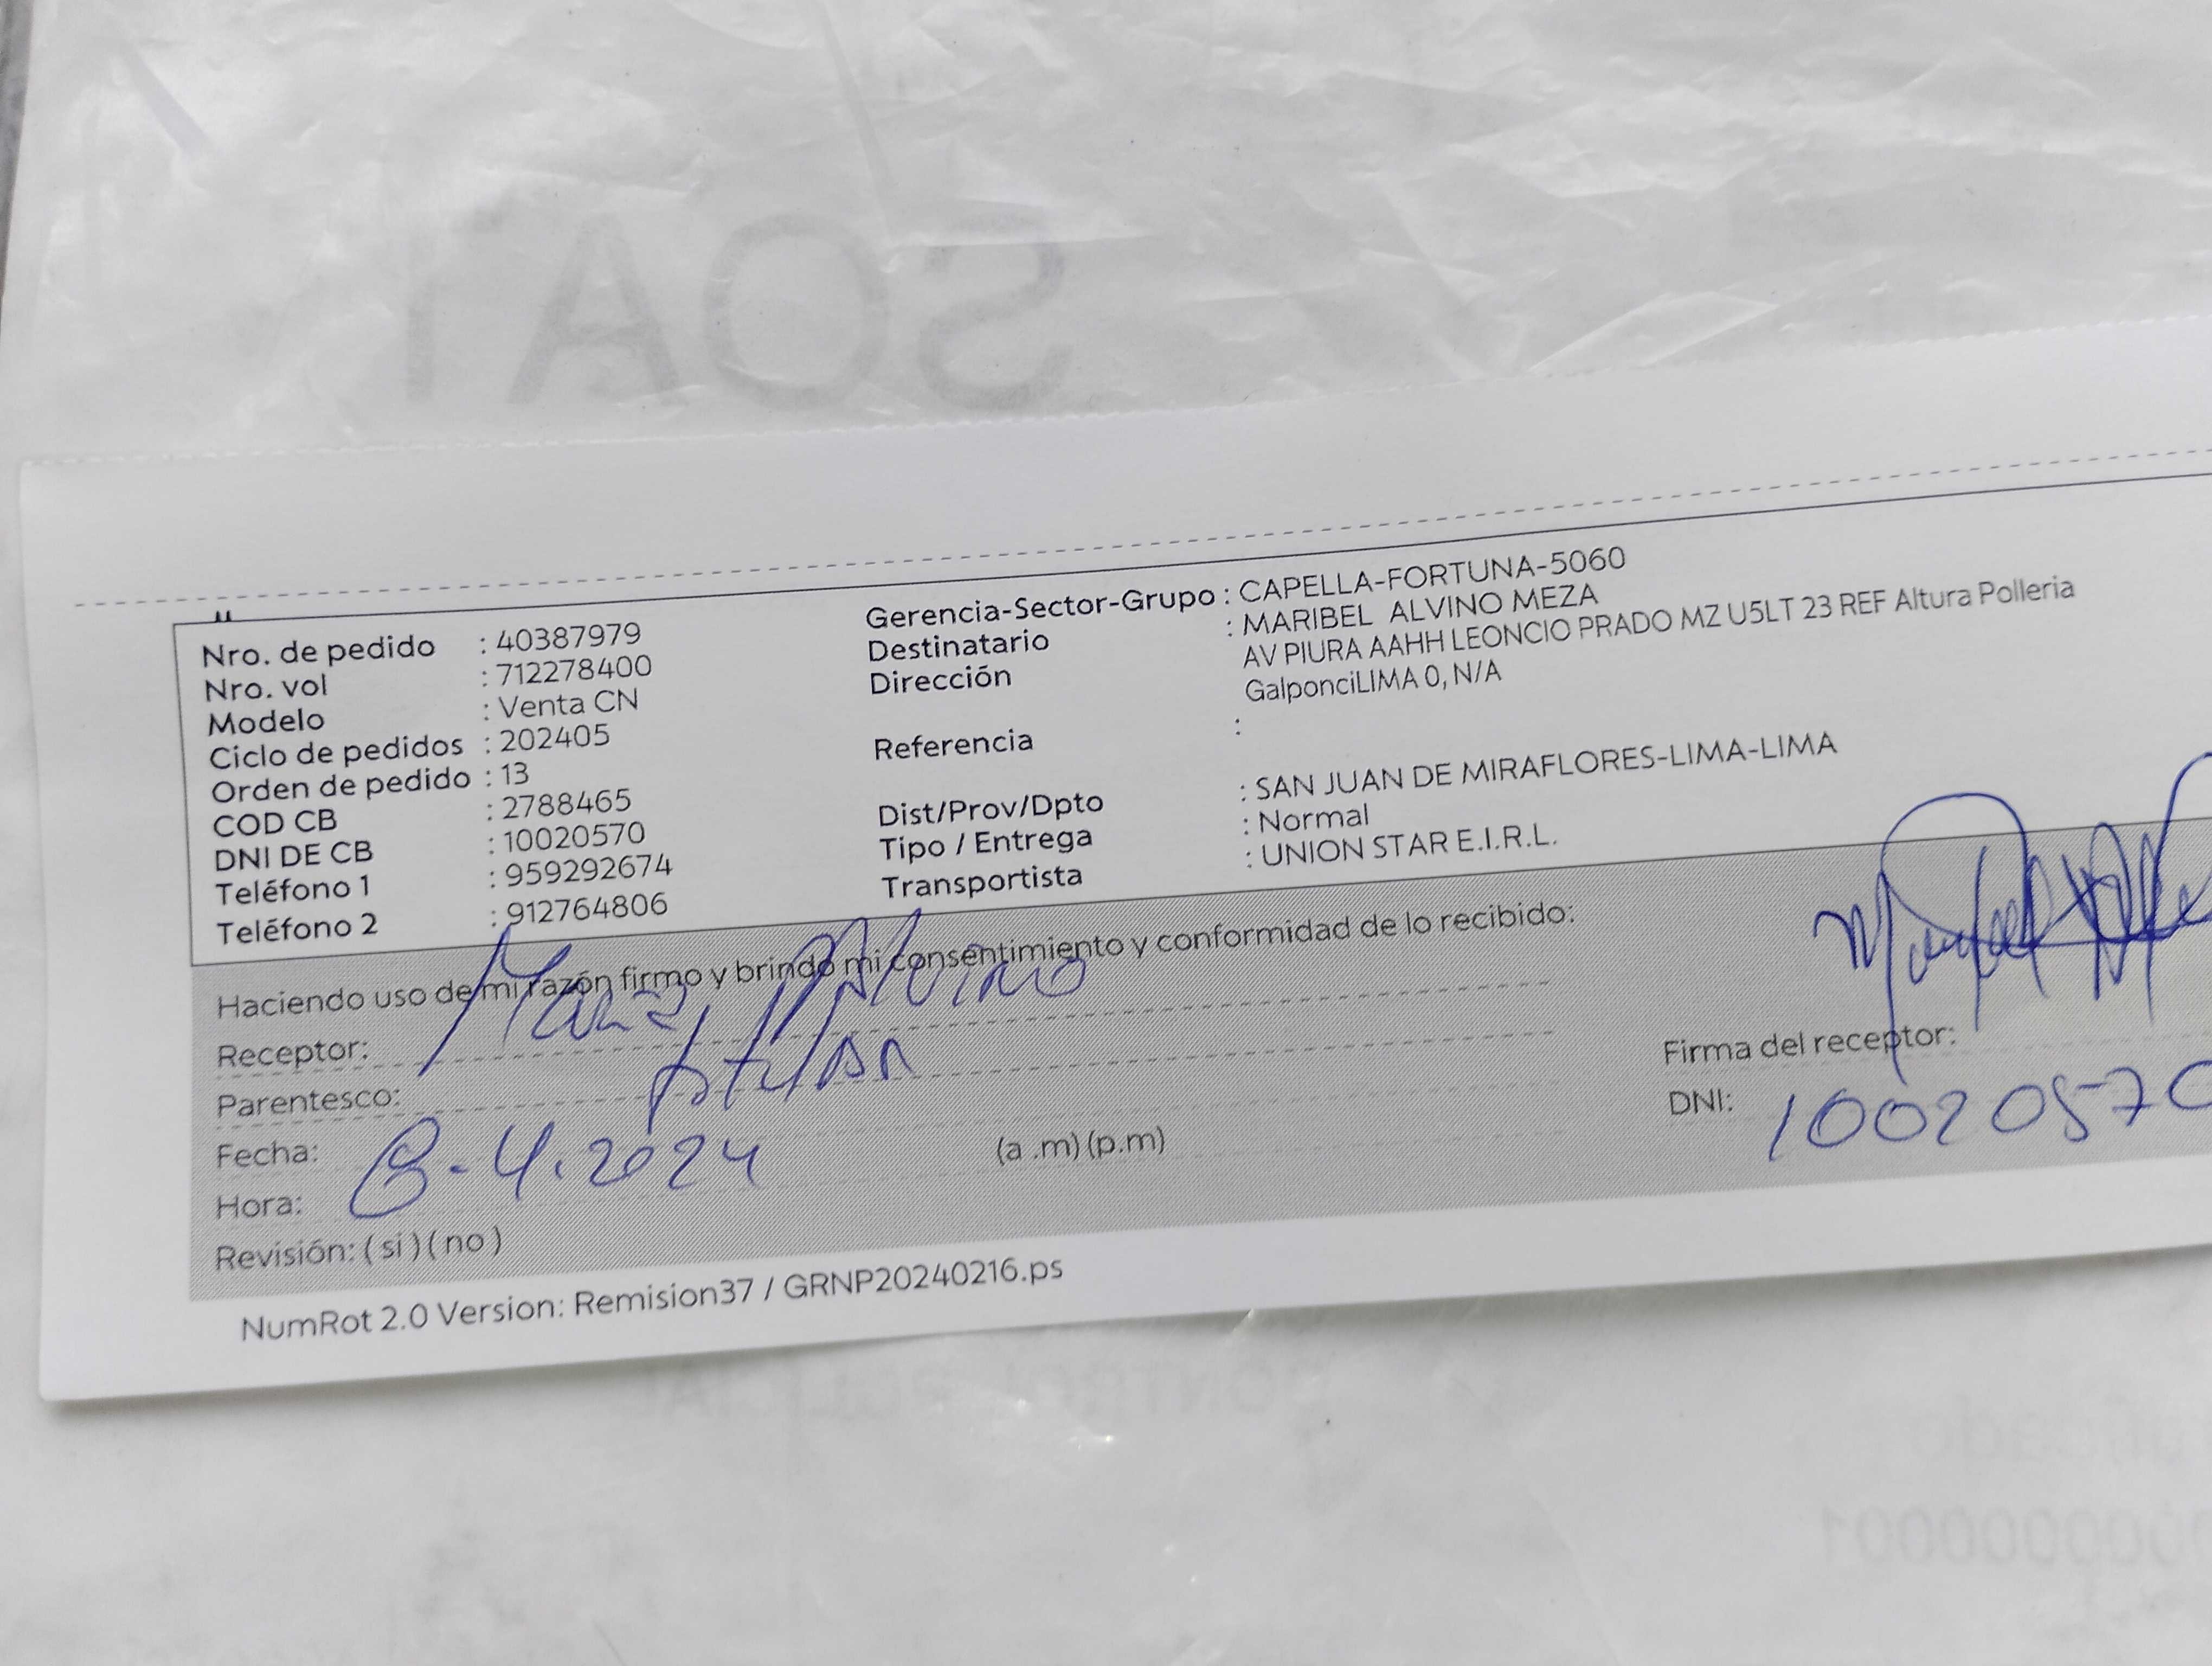 SOAT
Nro. de pedido : 40387979
Nro. vol : 712278400
Modelo : Venta CN
Ciclo de pedidos : 202405
Orden de pedido : 13
COD CB : 2788465
DNI DE CB : 10020570
Teléfono 1 : 959292674
Teléfono 2 : 912764806
Gerencia-Sector-Grupo : CAPELLA-FORTUNA-5060
Destinatario : MARIBEL ALVINO MEZA
Dirección : AV PIURA AAHH LEONCIO PRADO MZ U5LT 23 REF Altura Polleria
GalponciLIMA 0, N/A
Referencia :
Dist/Prov/Dpto : SAN JUAN DE MIRAFLORES-LIMA-LIMA
Tipo / Entrega : Normal
Transportista : UNION STAR E.I.R.L.
Haciendo uso de mi razón firmo y brindo mi consentimiento y conformidad de lo recibido:
Receptor: Alvino
Parentesco:
Fecha: 8-4.2024
Hora: (a .m) (p.m)
Revisión: ( si ) ( no )
Firma del receptor:
DNI: 10020570
NumRot 2.0 Version: Remision37 / GRNP20240216.ps